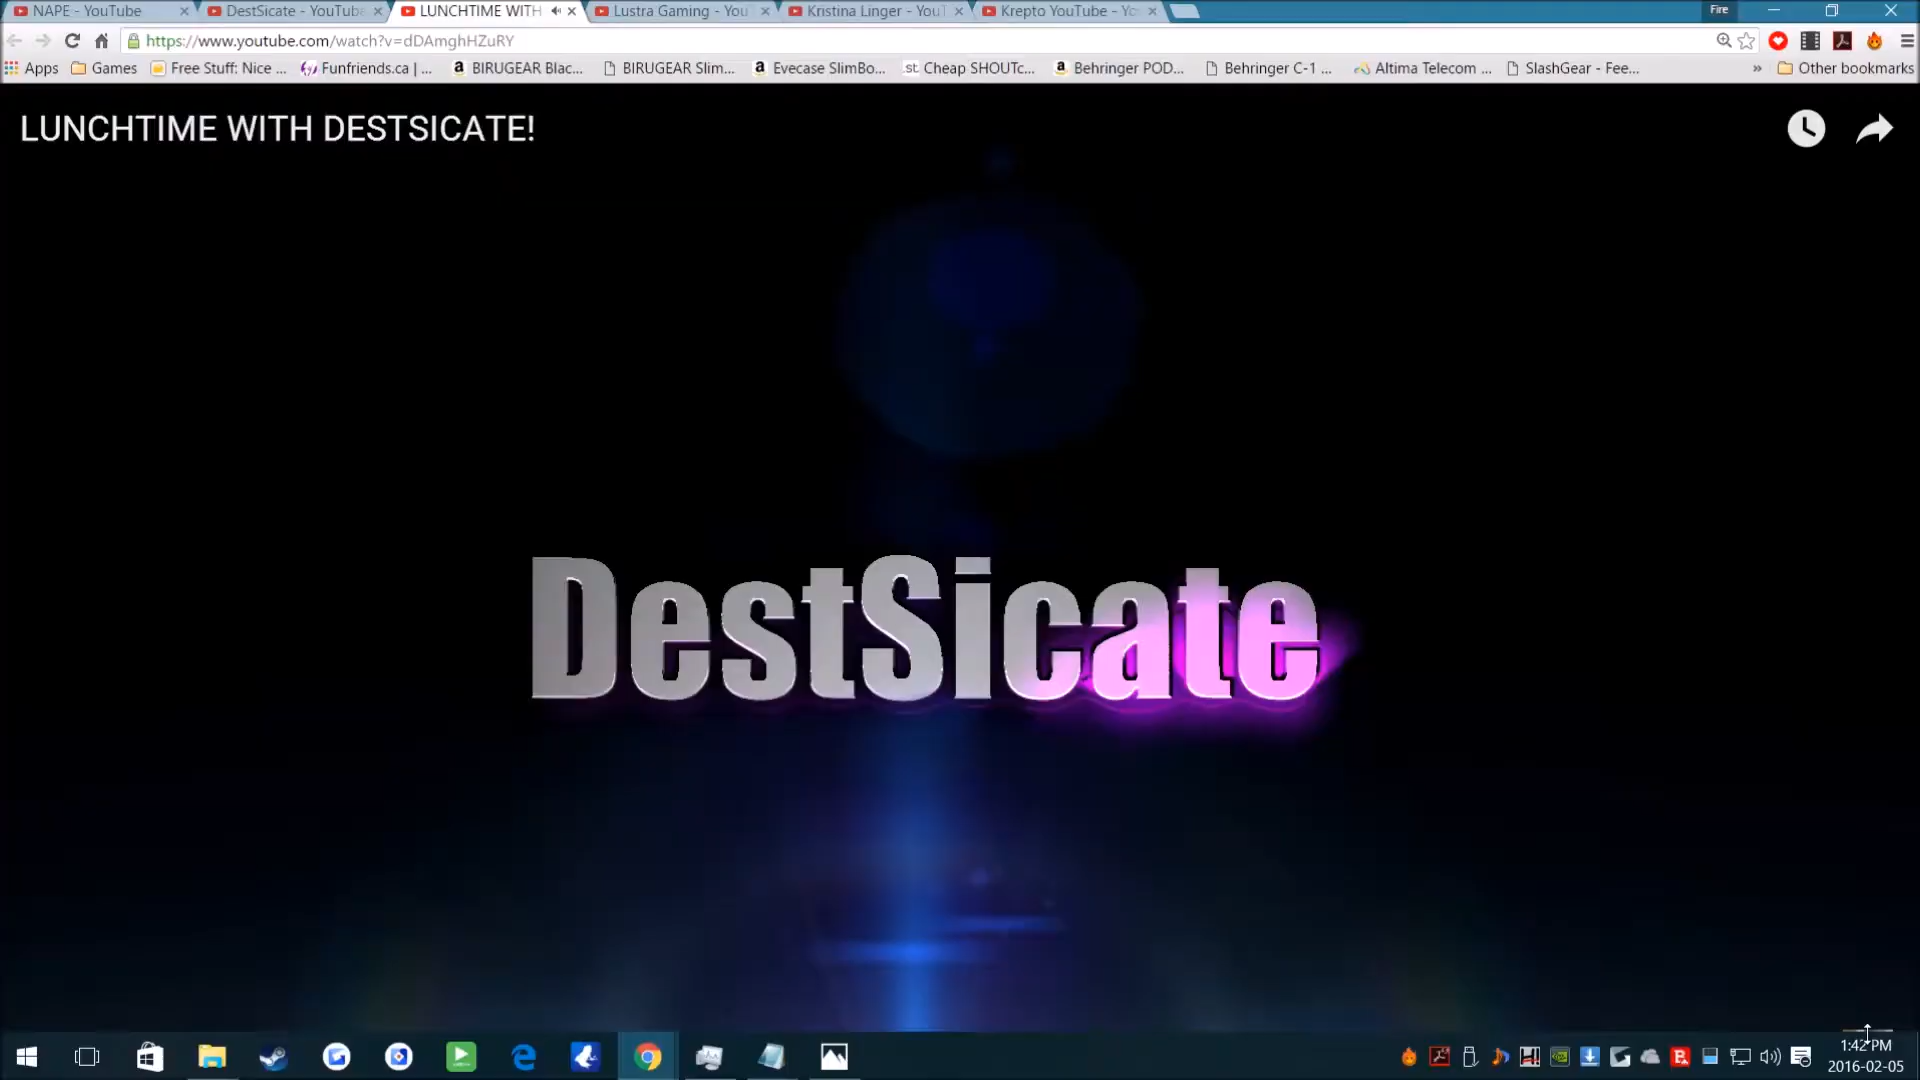 NAPE - YouTube
DestSicate - YouTube
LUNCHTIME WITH
Lustra Gaming - You
Kristina Linger - YouT
Krepto YouTube - Yo
Fire
https://www.youtube.com/watch?v=dDAmghHZuRY
Apps
Games
Free Stuff: Nice ...
Funfriends.ca | ...
BIRUGEAR Blac...
BIRUGEAR Slim...
Evecase SlimBo...
.st Cheap SHOUTc...
Behringer POD...
Behringer C-1 ...
Altima Telecom ...
SlashGear - Fee...
»
Other bookmarks
LUNCHTIME WITH DESTSICATE!
DestSicate
1:42 PM
2016-02-05